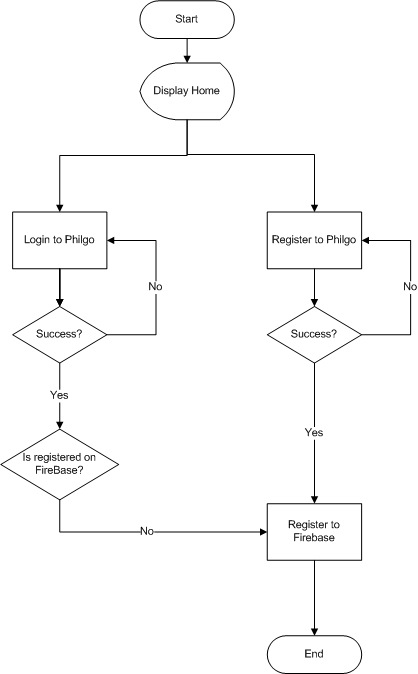 Start
Display Home
Login to Philgo
Register to Philgo
No
No
Success?
Success?
Yes
Yes
Is registered on
FireBase?
Register to
Firebase
No
End